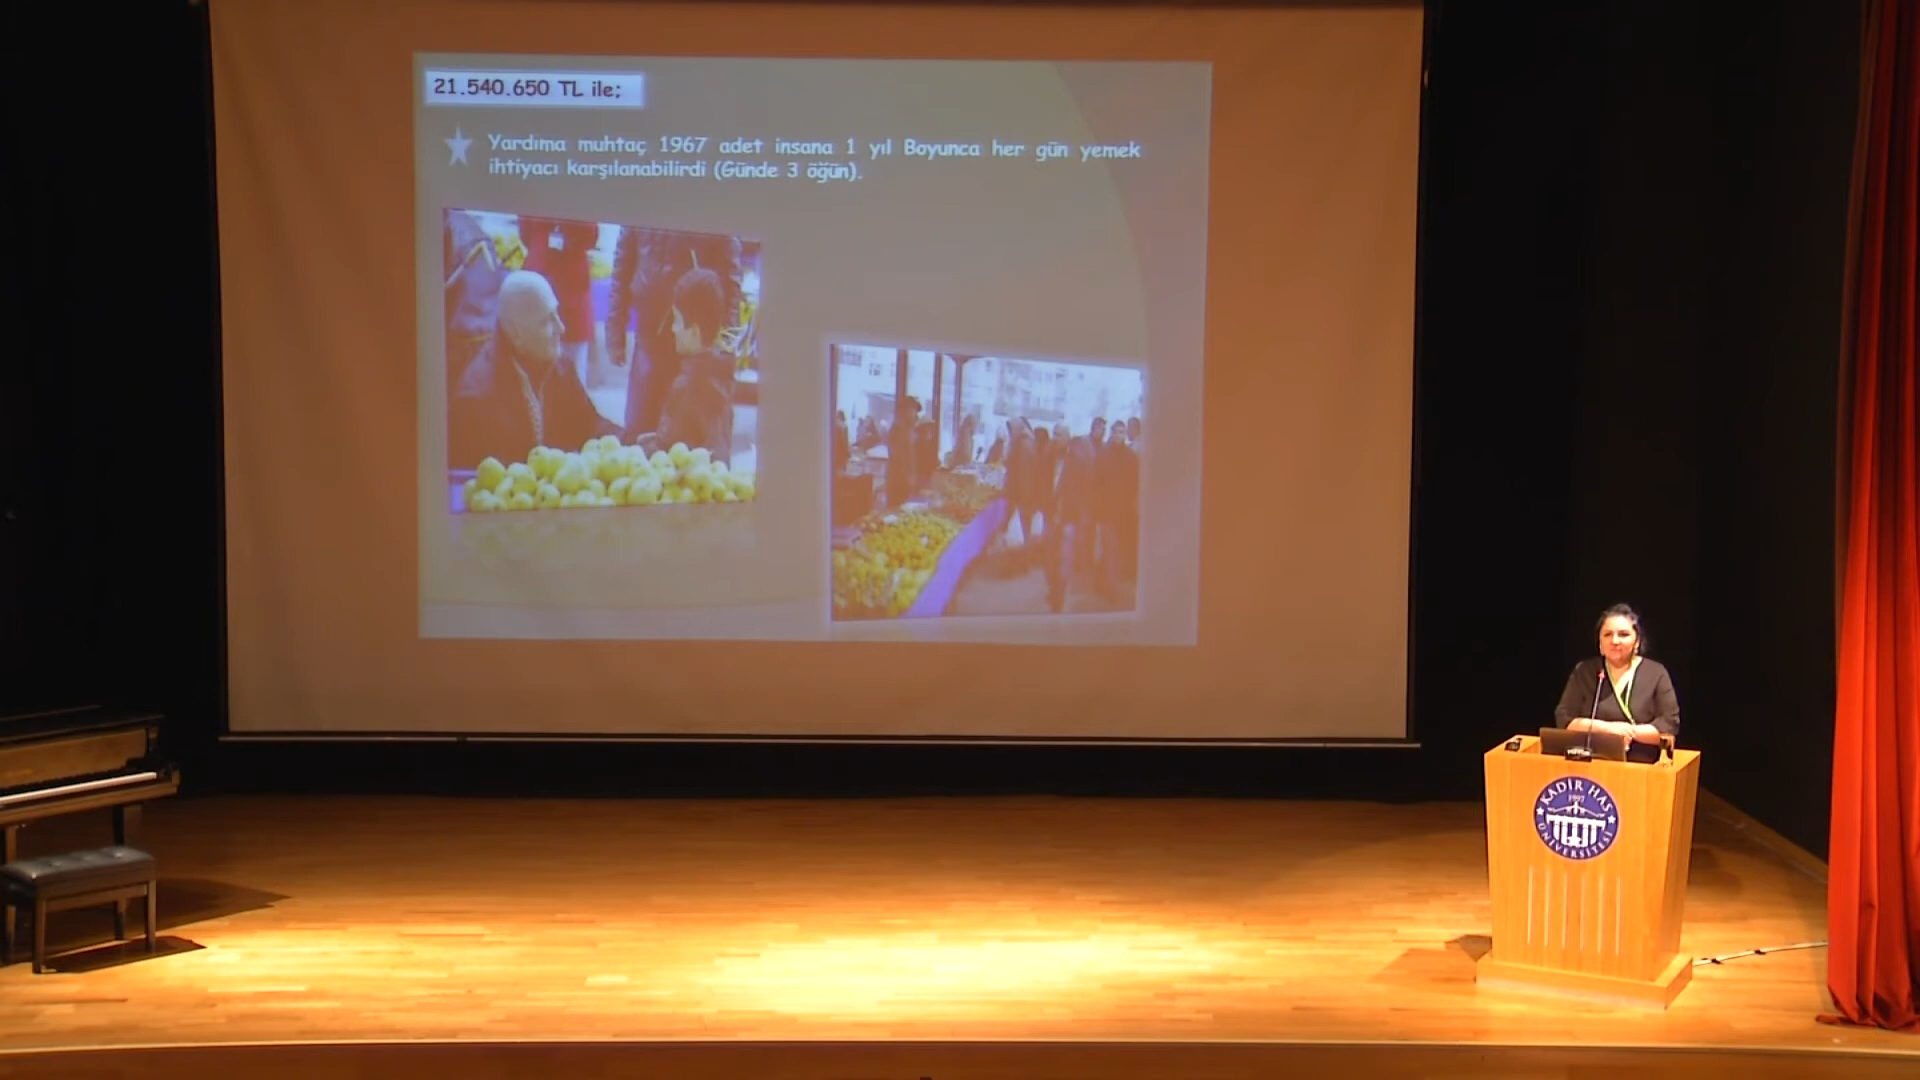 21.540.650 TL ile;
Yardıma muhtaç 1967 adet insana 1 yıl Boyunca her gün yemek
ihtiyacı karşılanabilirdi (Günde 3 öğün).
KADİR HAS
1997
ÜNİVERSİTESİ